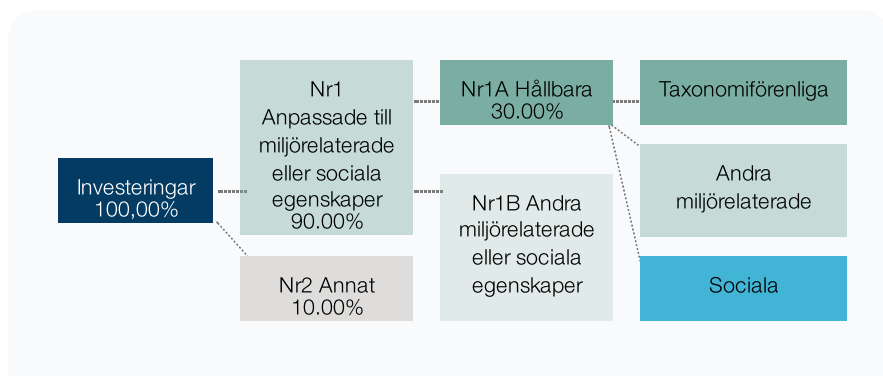 Investeringar
100,00%
Nr1
Anpassade till
miljörelaterade
eller sociala
egenskaper
90.00%
Nr2 Annat
10.00%
Nr1A Hållbara
30.00%
Nr1B Andra
miljörelaterade
eller sociala
egenskaper
Taxonomiförenliga
Andra
miljörelaterade
Sociala